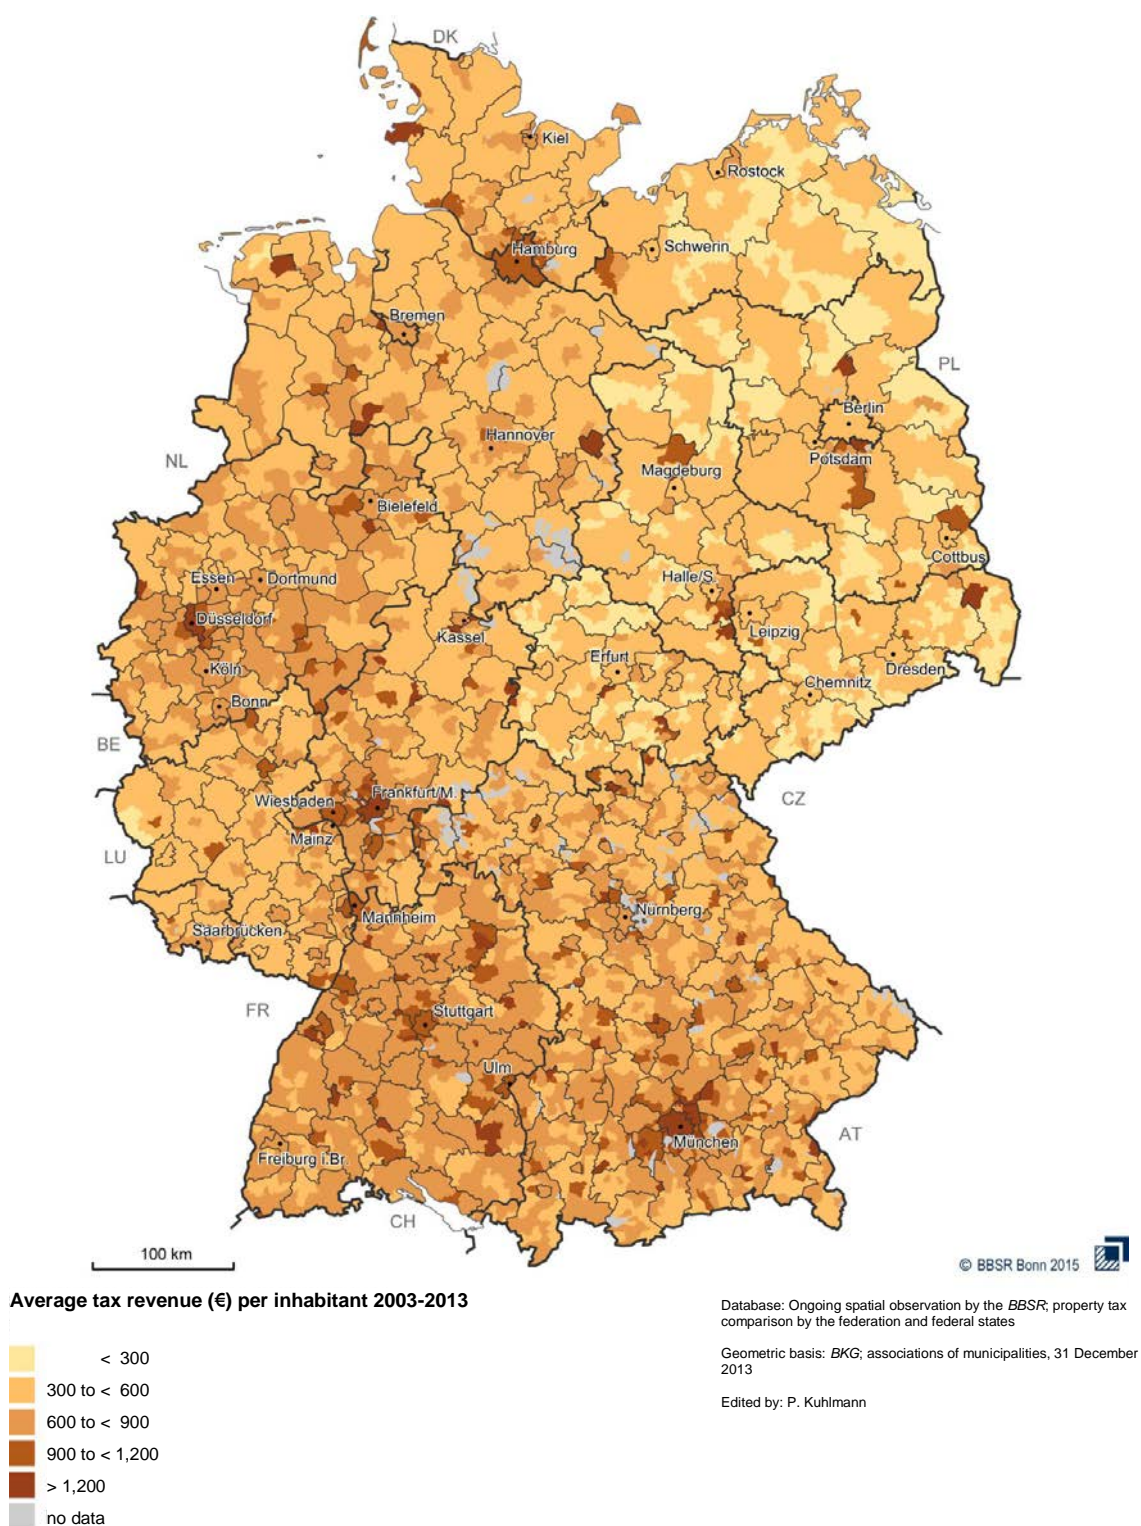 DK
Kiel
Rostock
Hamburg
Schwerin
Bremen
PL
Berlin
Hannover
NL
Potsdam
Magdeburg
Bielefeld
Cottbus
Essen
Dortmund
Halle/S.
Düsseldorf
Leipzig
Kassel
Erfurt
Köln
Dresden
Chemnitz
Bonn
BE
Frankfurt/M.
Wiesbaden
CZ
Mainz
LU
Nürnberg
Mannheim
Saarbrücken
FR
Stuttgart
Ulm
AT
München
Freiburg i.Br.
CH
100 km
© BBSR Bonn 2015
Average tax revenue (€) per inhabitant 2003-2013
< 300
300 to < 600
600 to < 900
900 to < 1,200
> 1,200
no data
Database: Ongoing spatial observation by the BBSR; property tax
comparison by the federation and federal states
Geometric basis: BKG; associations of municipalities, 31 December
2013
Edited by: P. Kuhlmann